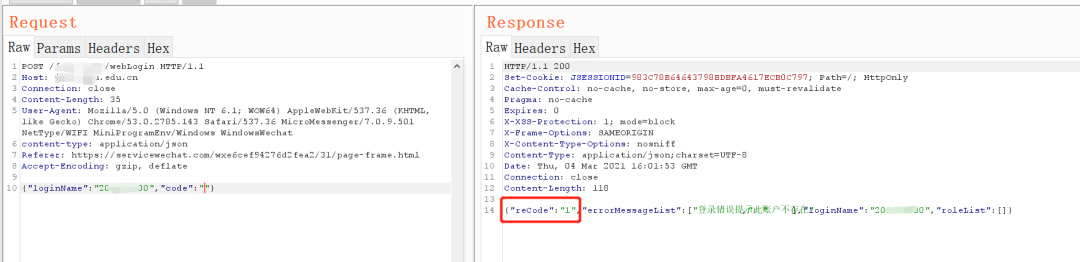 Request
Raw Params Headers Hex
1 POST / /webLogin HTTP/1.1
2 Host: .edu.cn
3 Connection: close
4 Content-Length: 35
5 User-Agent: Mozilla/5.0 (Windows NT 6.1; WOW64) AppleWebKit/537.36 (KHTML,
like Gecko) Chrome/53.0.2785.143 Safari/537.36 MicroMessenger/7.0.9.501
NetType/WIFI MiniProgramEnv/Windows WindowsWechat
6 content-type: application/json
7 Referer: https://servicewechat.com/wxe6cef94276d2fea2/31/page-frame.html
8 Accept-Encoding: gzip, deflate
9
10 {"loginName":"20 00","code":""}
Response
Raw Headers Hex
1 HTTP/1.1 200
2 Set-Cookie: JSESSIONID=983C78B64643798BDBFA4617ECB0C797; Path=/; HttpOnly
3 Cache-Control: no-cache, no-store, max-age=0, must-revalidate
4 Pragma: no-cache
5 Expires: 0
6 X-XSS-Protection: 1; mode=block
7 X-Frame-Options: SAMEORIGIN
8 X-Content-Type-Options: nosniff
9 Content-Type: application/json;charset=UTF-8
10 Date: Thu, 04 Mar 2021 16:01:53 GMT
11 Connection: close
12 Content-Length: 118
13
14 {"reCode":"1","errorMessageList":["登录错误提示此账户不存在"],"loginName":"20 00","roleList":[]}